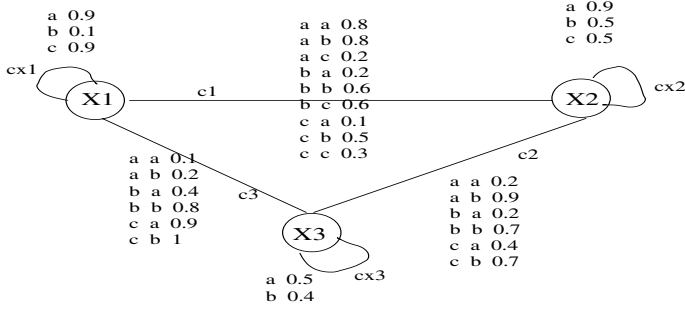 a 0.9
b 0.1
c 0.9
cx1
X1
c1
a a 0.8
a b 0.8
a c 0.2
b a 0.2
b b 0.6
b c 0.6
c a 0.1
c b 0.5
c c 0.3
a 0.9
b 0.5
c 0.5
X2
cx2
c2
a a 0.1
a b 0.2
b a 0.4
b b 0.8
c a 0.9
c b 1
c3
a a 0.2
a b 0.9
b a 0.2
b b 0.7
c a 0.4
c b 0.7
X3
cx3
a 0.5
b 0.4